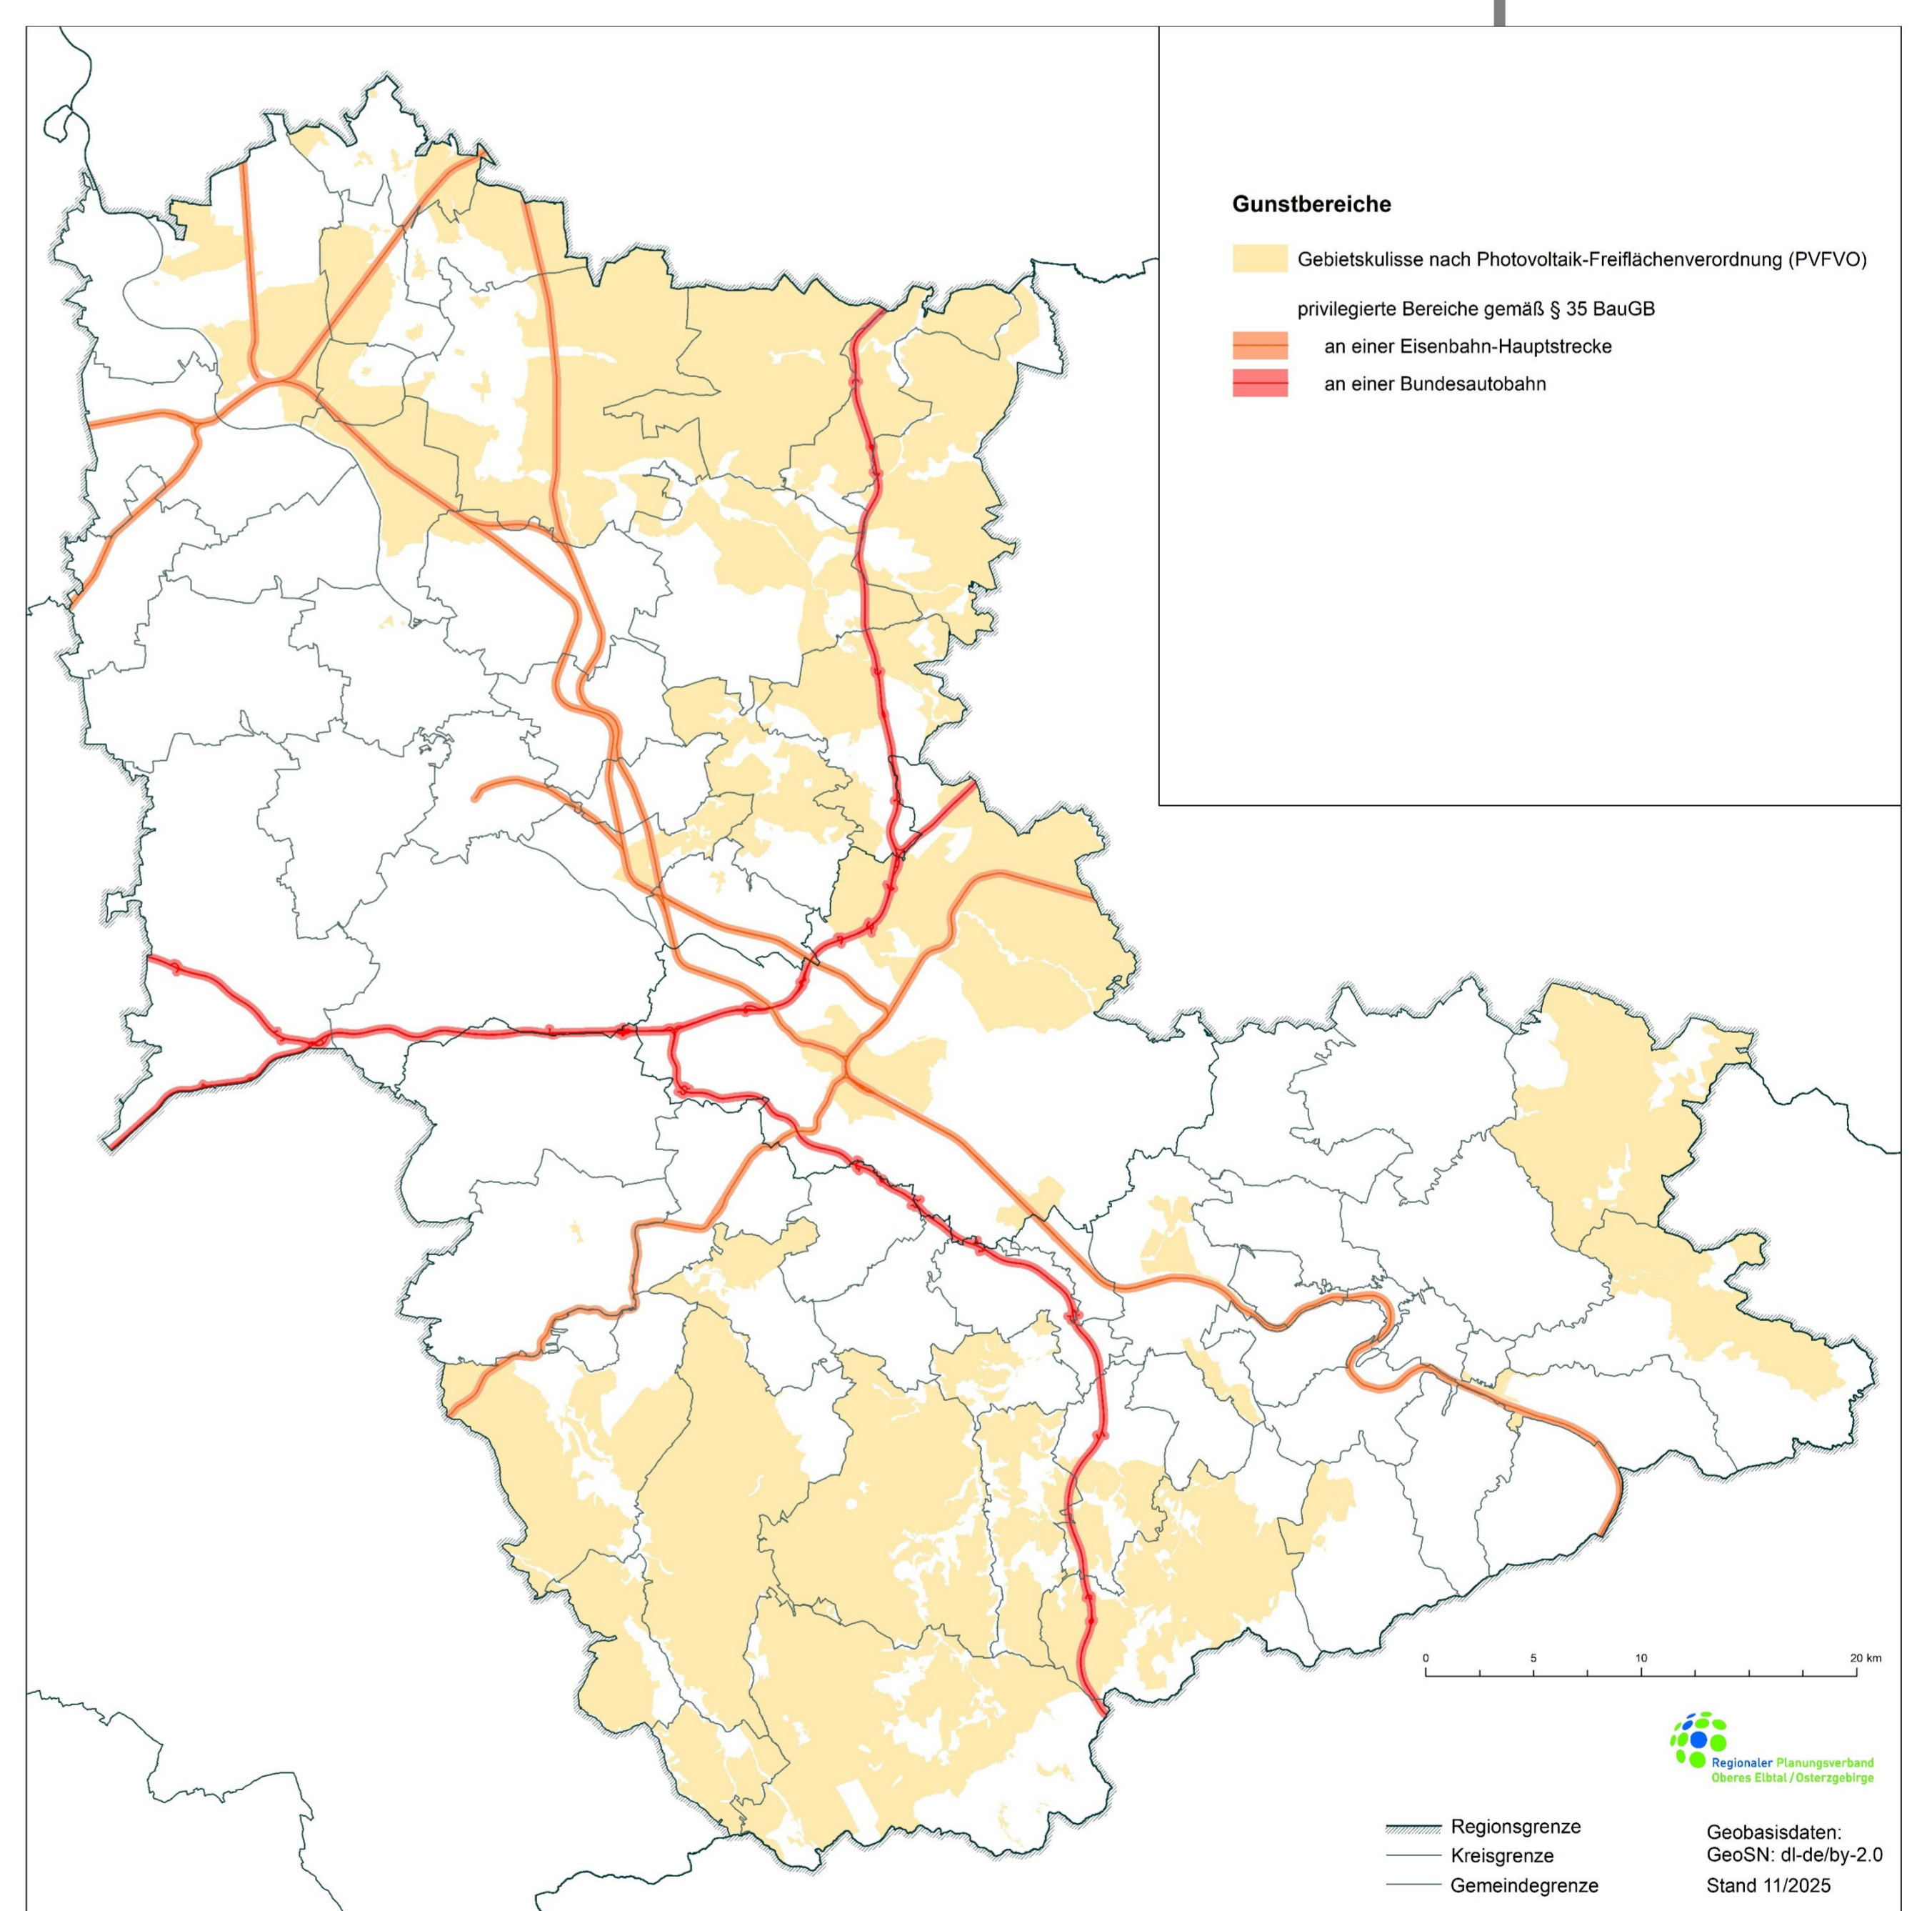 Gunstbereiche
Gebietskulisse nach Photovoltaik-Freiflächenverordnung (PVFVO)
privilegierte Bereiche gemäß § 35 BauGB
an einer Eisenbahn-Hauptstrecke
an einer Bundesautobahn
0 5 10 20 km
Regionaler Planungsverband
Oberes Elbtal / Osterzgebirge
Regionsgrenze
Kreisgrenze
Gemeindegrenze
Geobasisdaten:
GeoSN: dl-de/by-2.0
Stand 11/2025